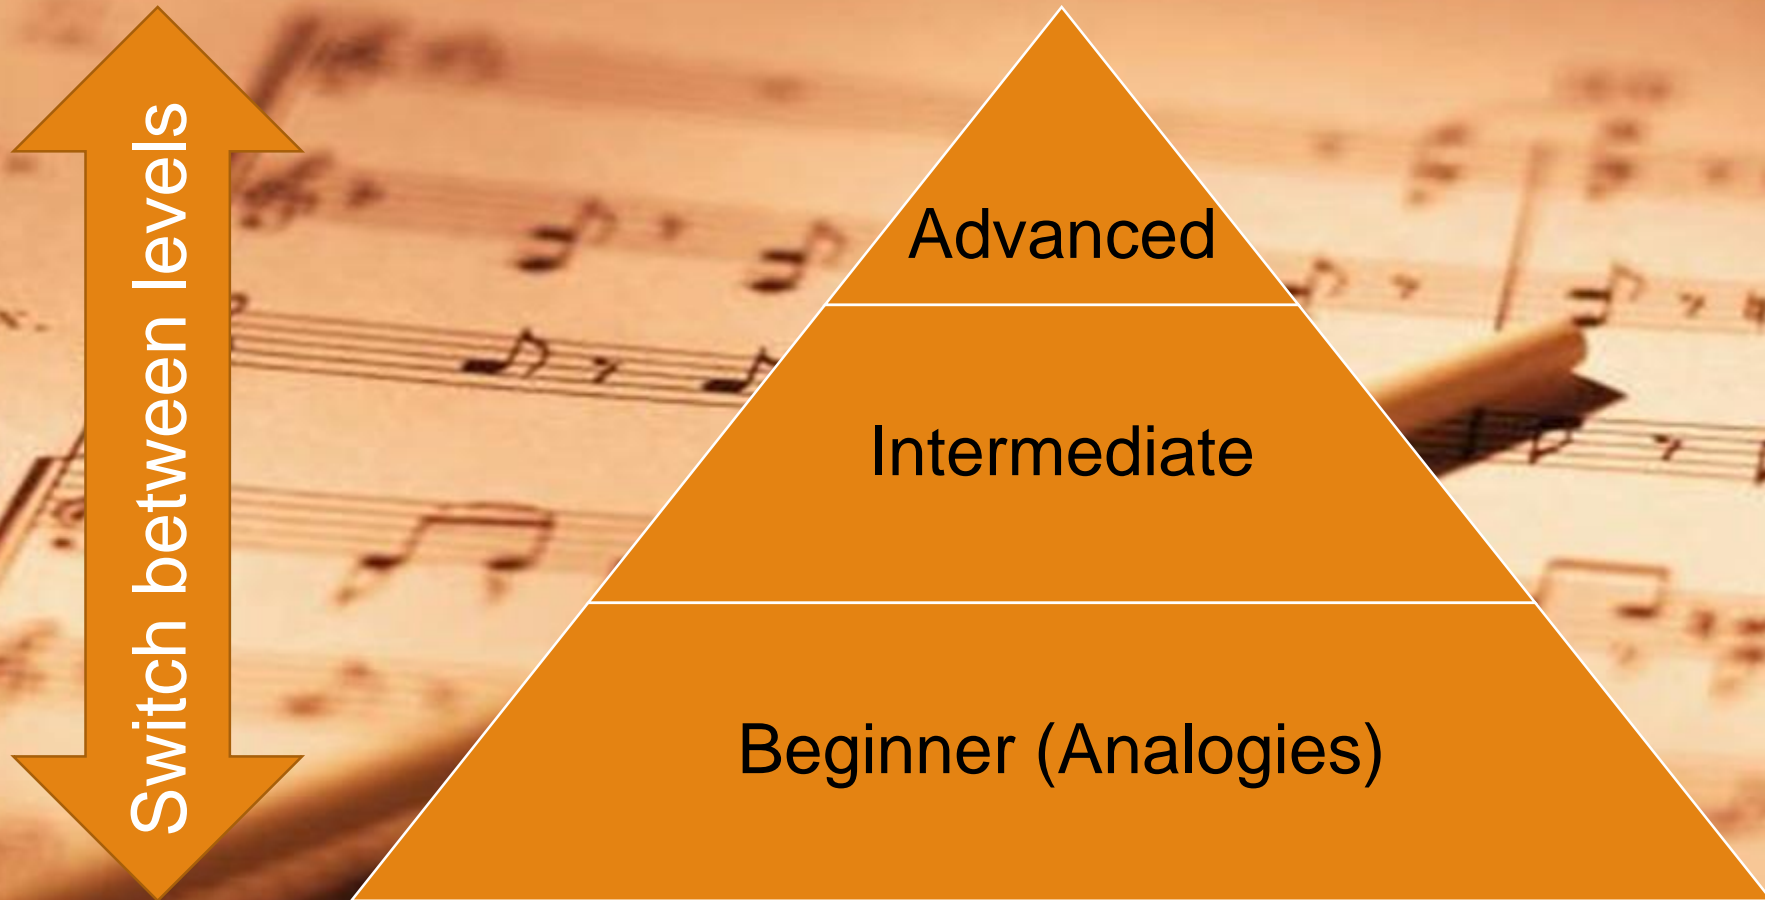 Switch between levels
Advanced
Intermediate
Beginner (Analogies)